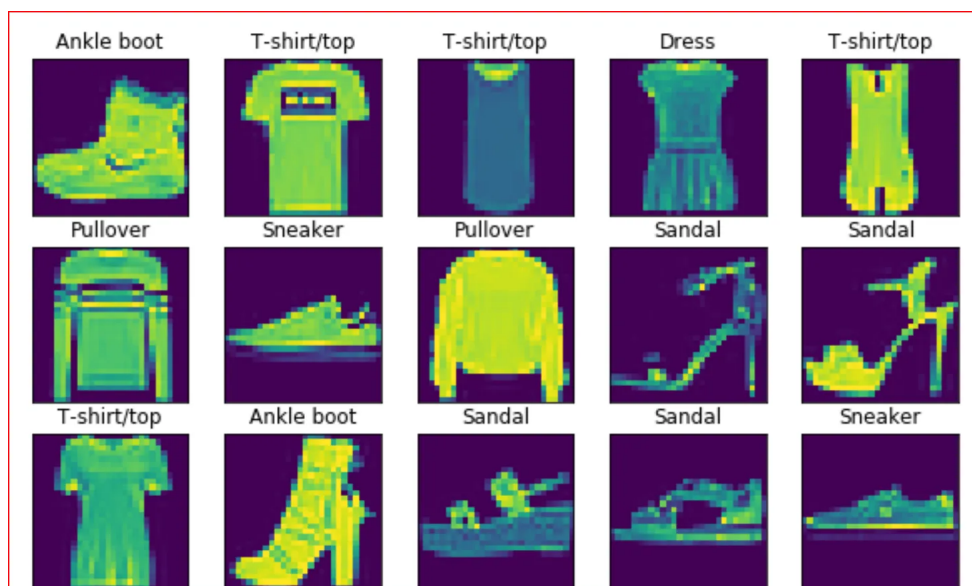 Ankle boot T-shirt/top T-shirt/top Dress T-shirt/top
Pullover Sneaker Pullover Sandal Sandal
T-shirt/top Ankle boot Sandal Sandal Sneaker